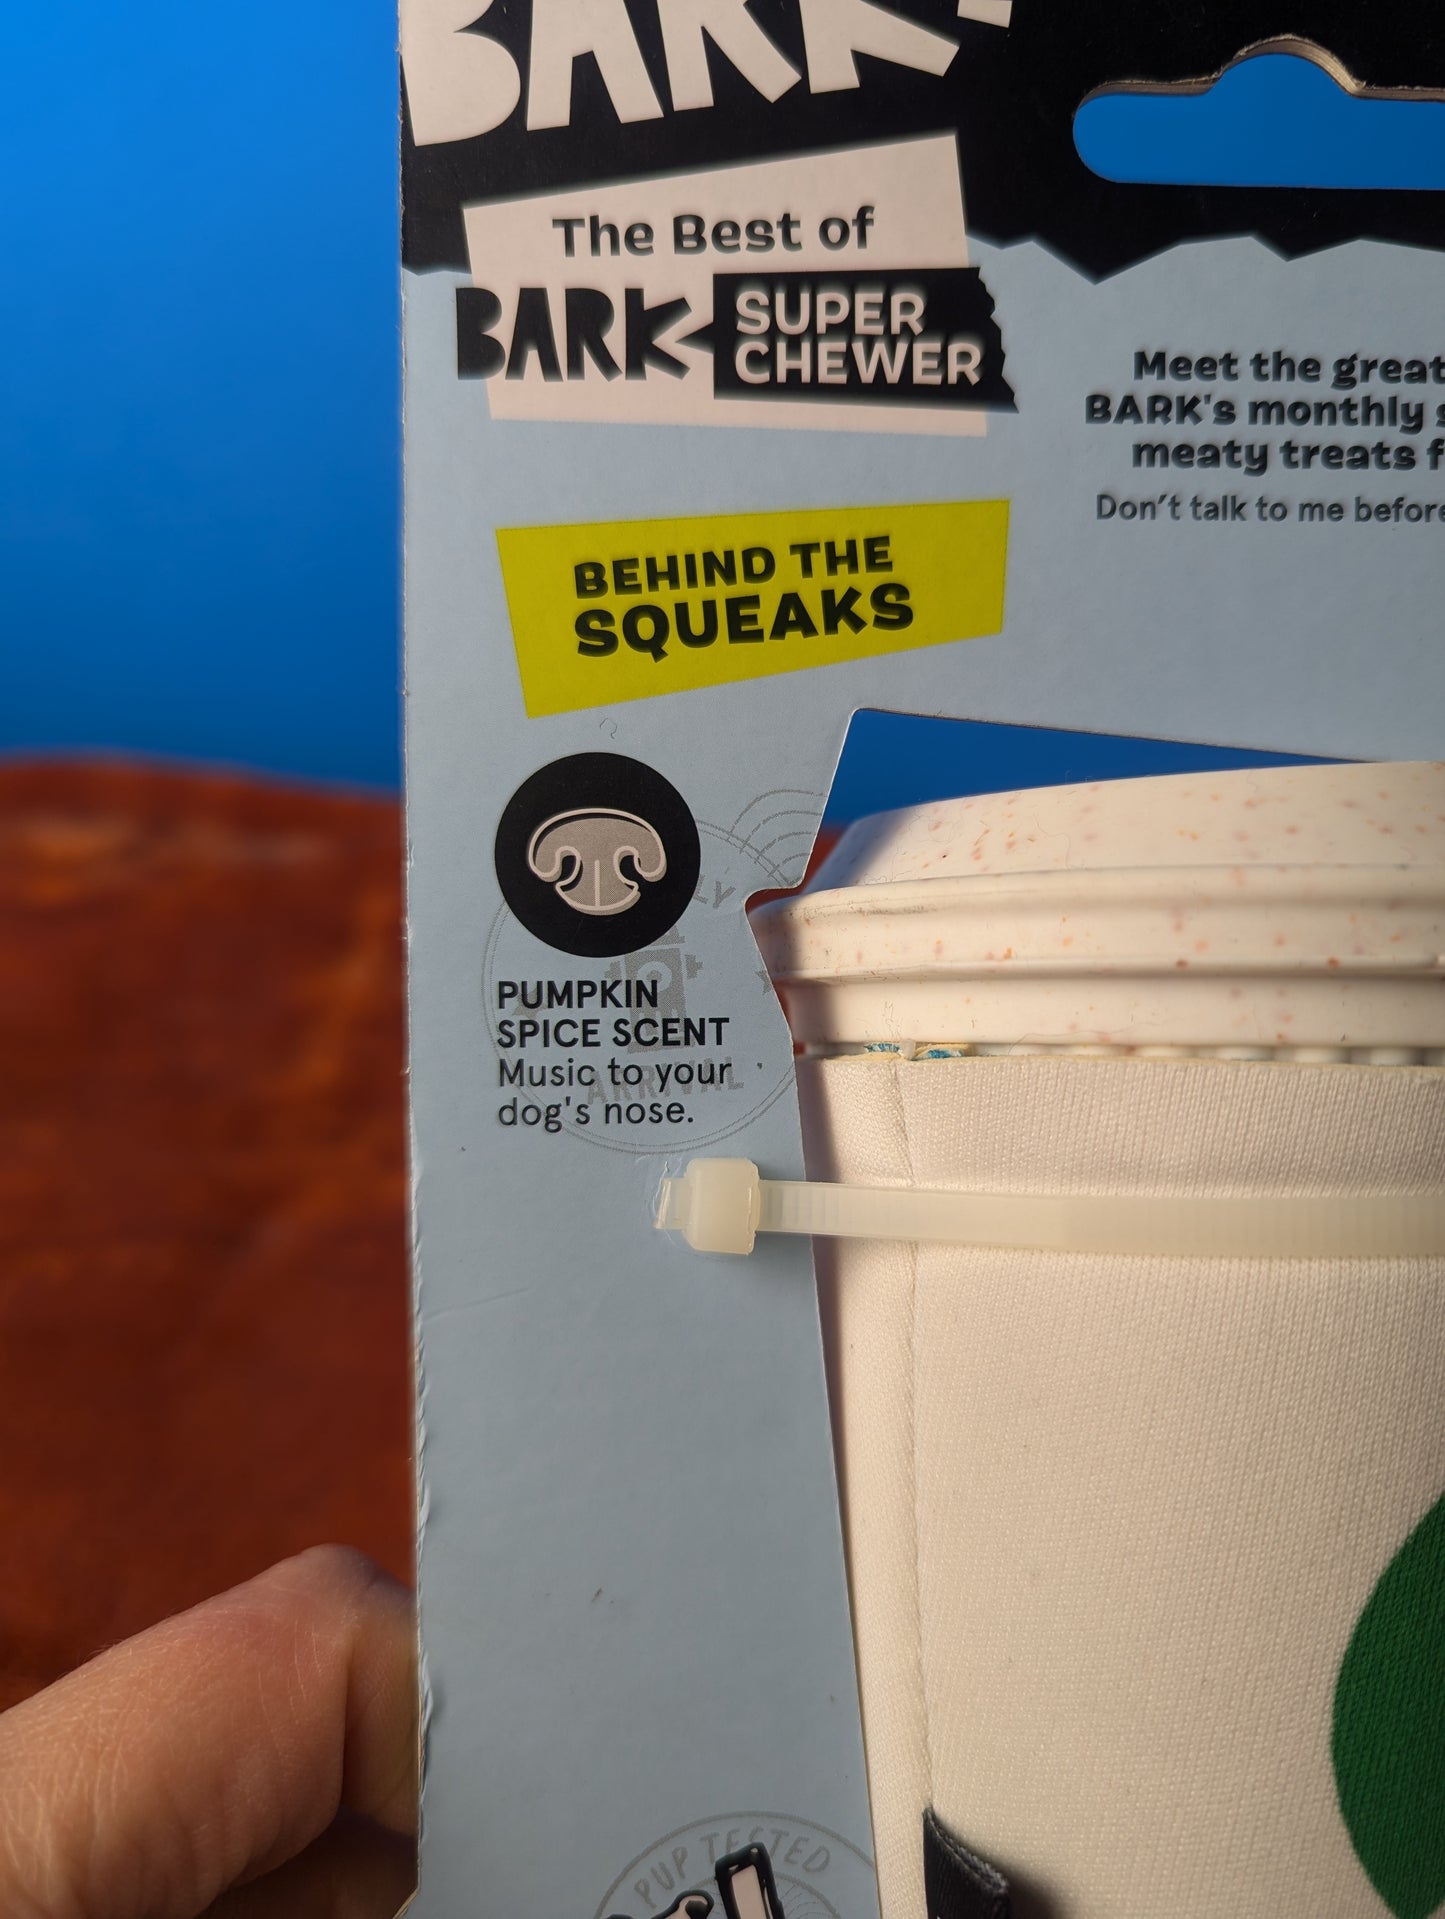 BARK
The Best of
BARK SUPER
CHEWER
Meet the great
BARK's monthly
meaty treats f
Don't talk to me before
BEHIND THE
SQUEAKS
PUMPKIN
SPICE SCENT
Music to your
dog's nose.
ARRIVAL
PUP TESTED